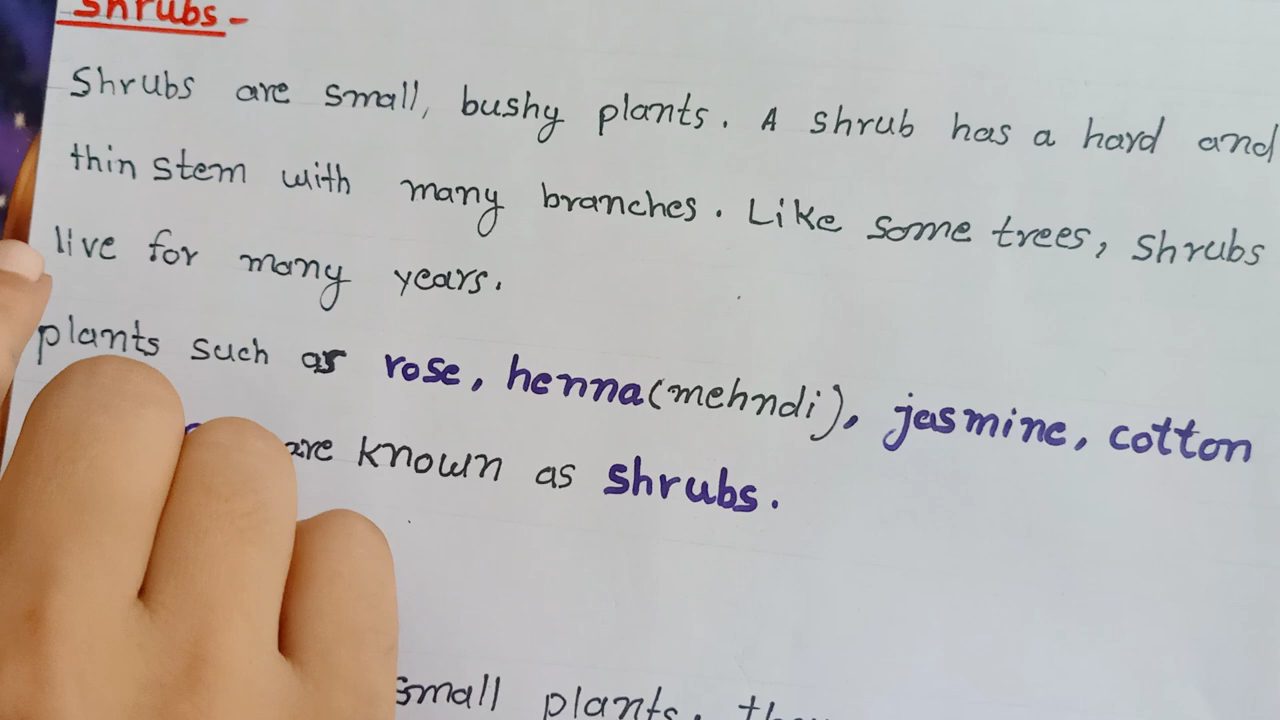 Shrubs -
Shrubs are small, bushy plants. A shrub has a hard and
thin stem with many branches. Like some trees, shrubs
live for many years.
plants such as rose, henna(mehndi), jasmine, cotton
are known as shrubs.
small plants,